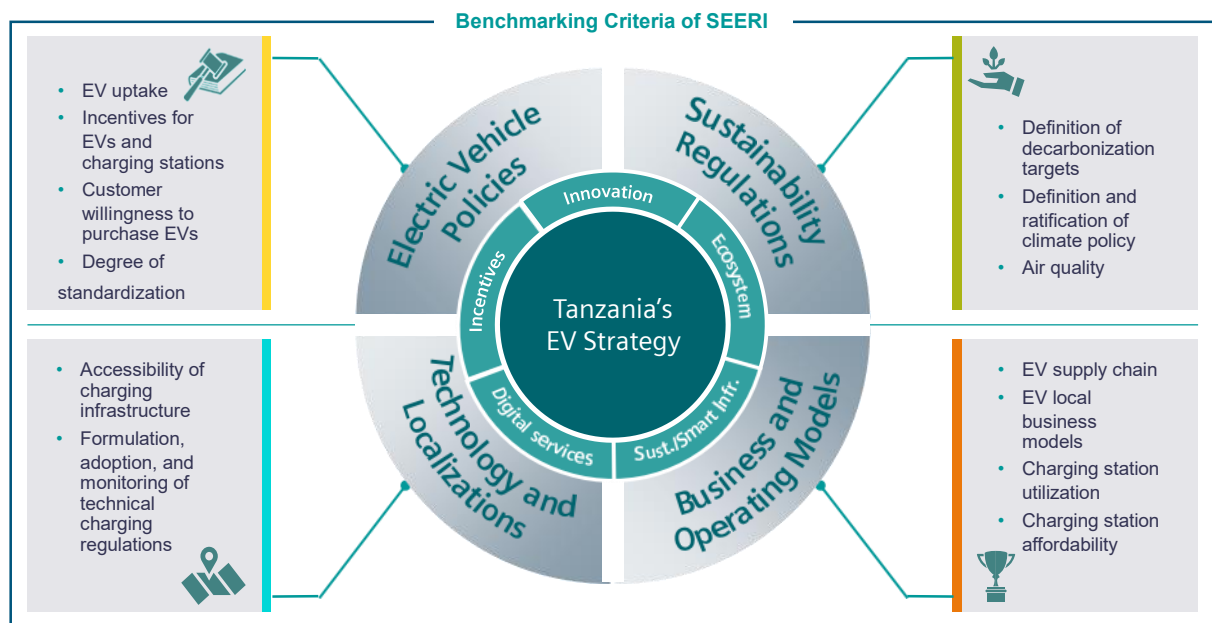 Benchmarking Criteria of SEERI
• EV uptake
• Incentives for
EVs and
charging stations
• Customer
willingness to
purchase EVs
• Degree of
standardization
Electric Vehicle
Policies
Sustainability
Regulations
• Definition of
decarbonization
targets
• Definition and
ratification of
climate policy
• Air quality
Innovation
Incentives
Ecosystem
Tanzania’s
EV Strategy
Digital services
Sust./Smart Infr.
• Accessibility of
charging
infrastructure
• Formulation,
adoption, and
monitoring of
technical
charging
regulations
Technology and
Localizations
Business and
Operating Models
• EV supply chain
• EV local
business
models
• Charging station
utilization
• Charging station
affordability